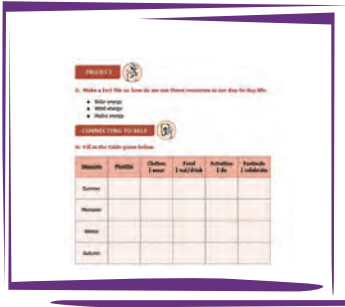 PROJECT
G. Make a fact file on how do we use these resources in our day to day life.
Solar energy
Wind energy
Hydro energy
CONNECTING TO SELF
H. Fill in the table given below.
Seasons Months Clothes I wear Food I eat/drink Activities I do Festivals I celebrate
Summer
Monsoon
Winter
Autumn